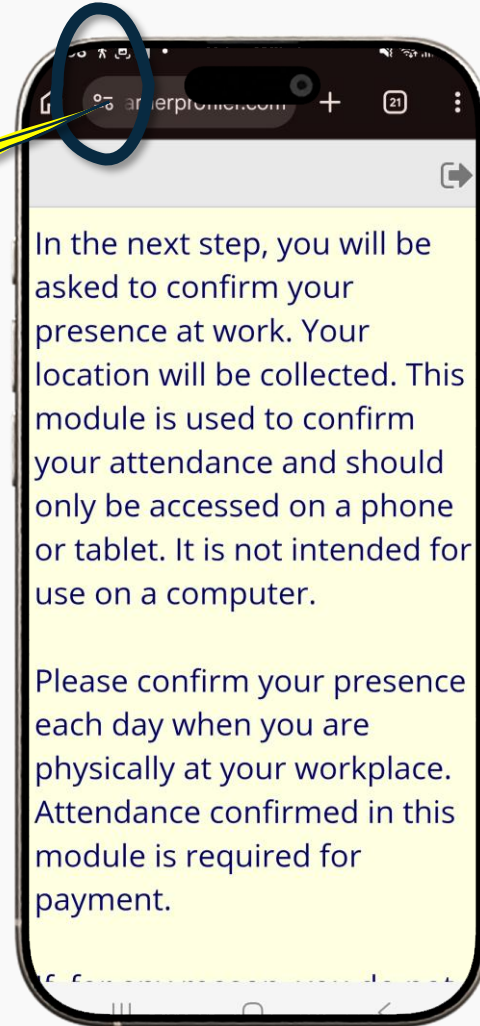 21
In the next step, you will be
asked to confirm your
presence at work. Your
location will be collected. This
module is used to confirm
your attendance and should
only be accessed on a phone
or tablet. It is not intended for
use on a computer.
Please confirm your presence
each day when you are
physically at your workplace.
Attendance confirmed in this
module is required for
payment.